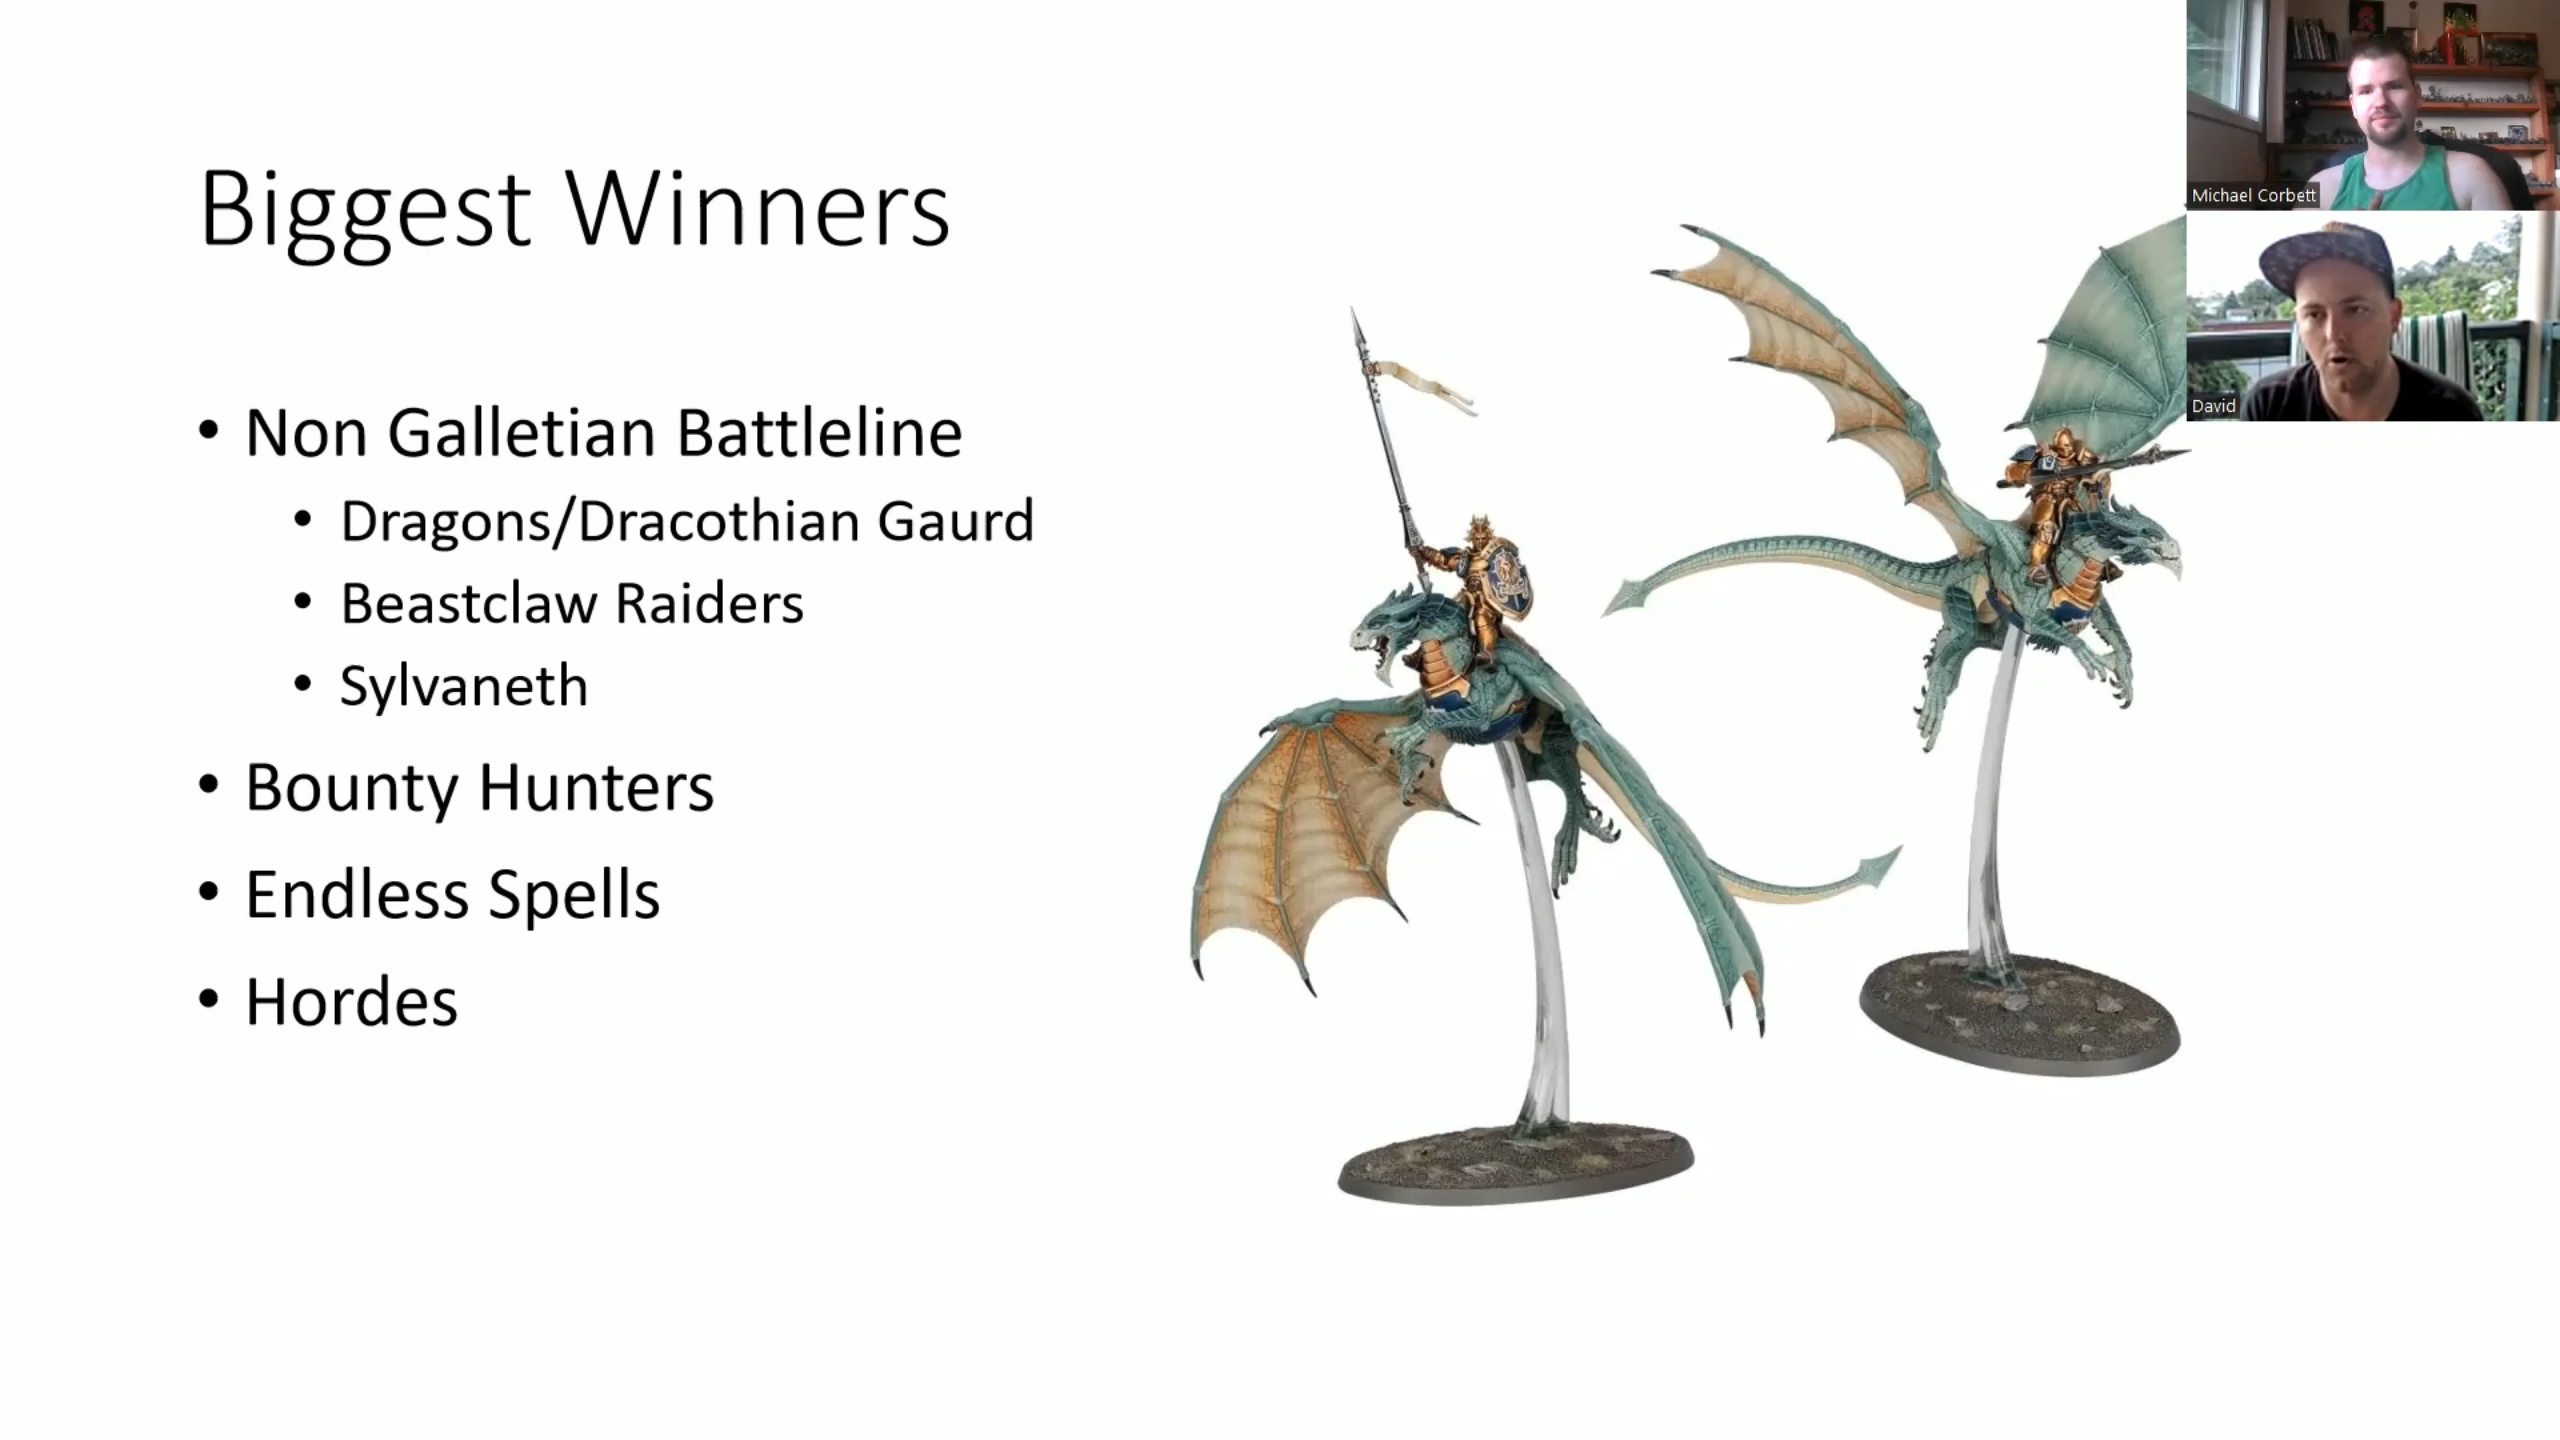 Biggest Winners
Non Galletian Battleline
Dragons/Dracothian Gaurd
Beastclaw Raiders
Sylvaneth
Bounty Hunters
Endless Spells
Hordes
Michael Corbett
David